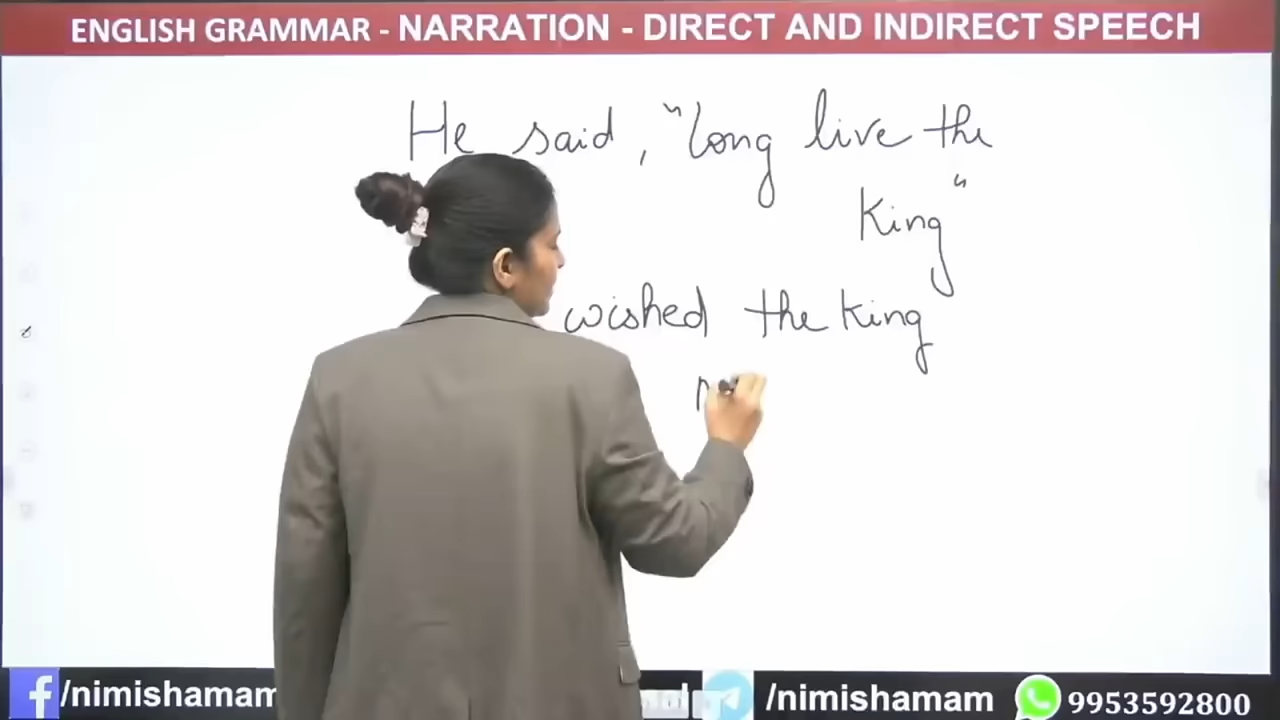 ENGLISH GRAMMAR - NARRATION - DIRECT AND INDIRECT SPEECH
He said, "Long live the
King"
wished the king
/nimishamam
/nimishamam
9953592800